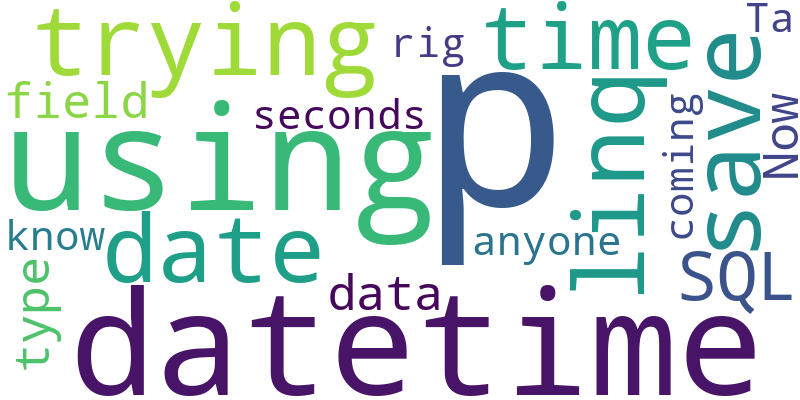 trying
rig
time
Ta
field
seconds
p
linq
save
Now
using
coming
know
date
anyone
type
data
SQL
datetime